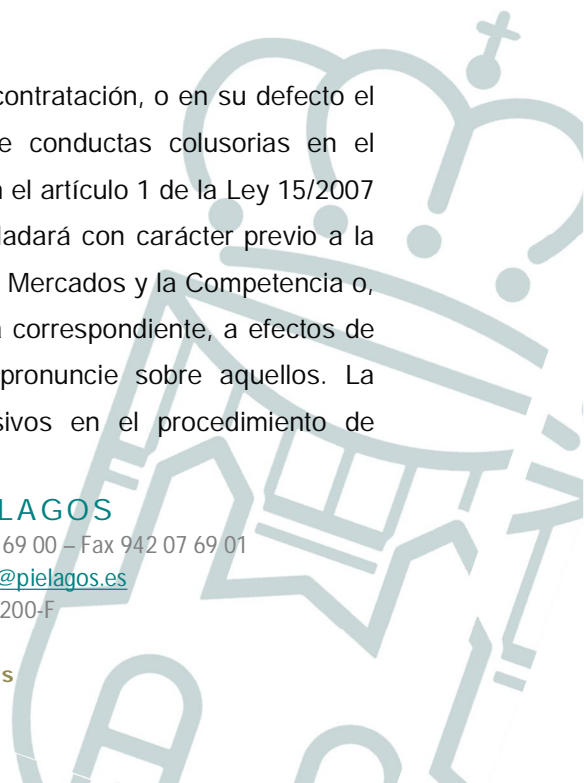 contratación, o en su defecto el
e conductas colusorias en el
el artículo 1 de la Ley 15/2007
ladará con carácter previo a la
Mercados y la Competencia o,
correspondiente, a efectos de
pronuncie sobre aquellos. La
sivos en el procedimiento de
LAGOS
69 00 – Fax 942 07 69 01
@pielagos.es
200-F
s